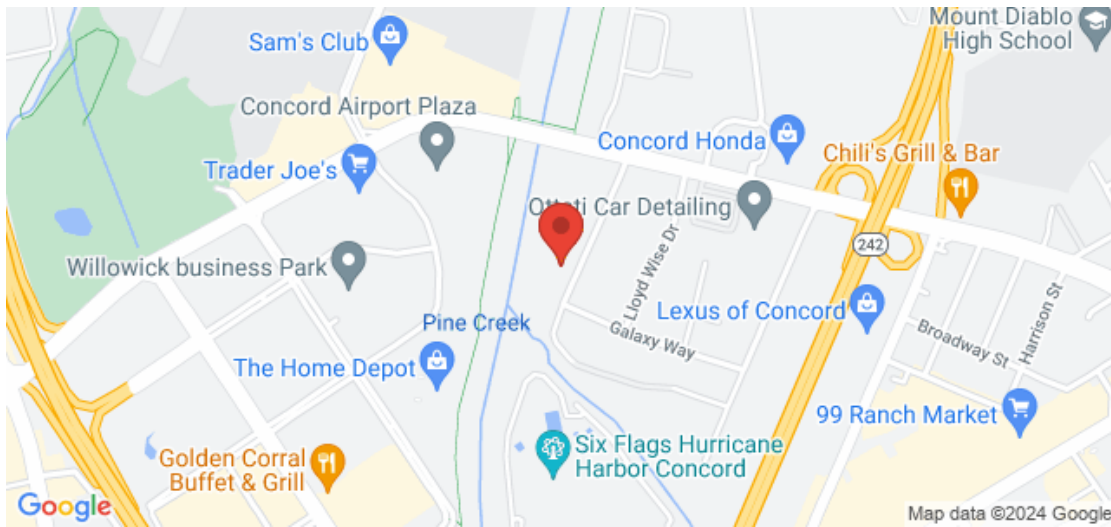 Mount Diablo
High School
Sam's Club
Concord Airport Plaza
Concord Honda
Chili's Grill & Bar
Trader Joe's
Car Detailing
242
Lloyd Wise Dr
Willowick business Park
Lexus of Concord
Harrison St
Pine Creek
Galaxy Way
Broadway St
The Home Depot
99 Ranch Market
Golden Corral
Buffet & Grill
Six Flags Hurricane
Harbor Concord
Google
Map data ©2024 Google